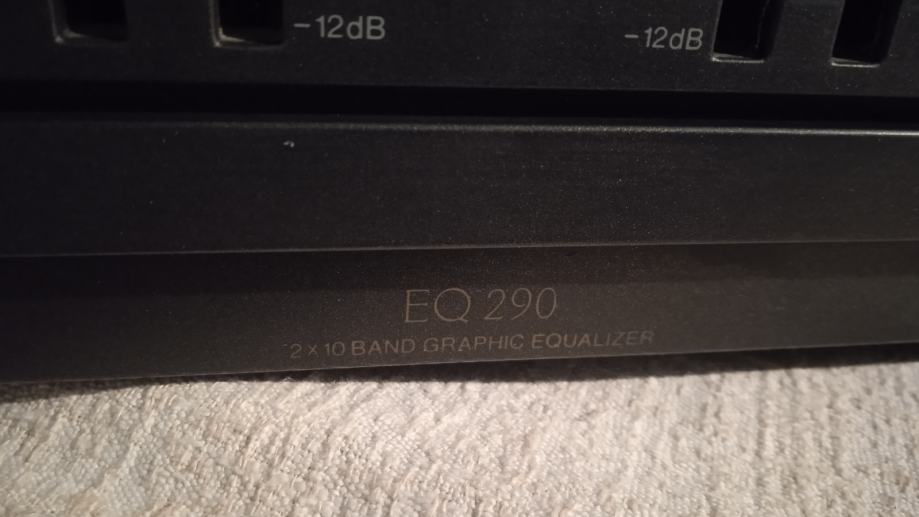 -12dB
-12dB
EQ 290
2 x 10 BAND GRAPHIC EQUALIZER